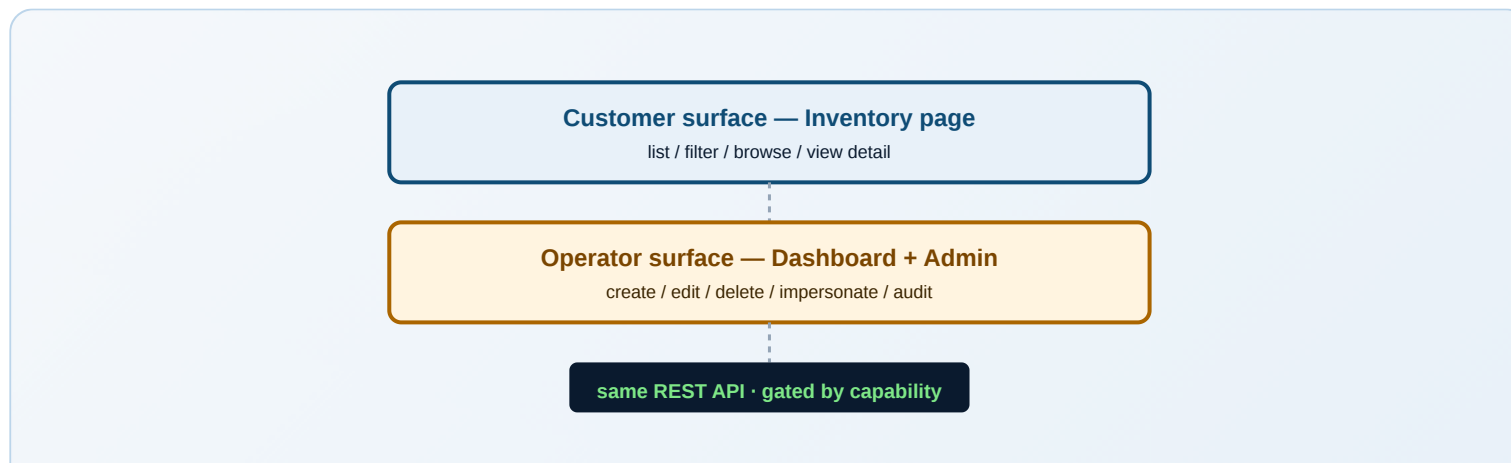 Customer surface — Inventory page
list / filter / browse / view detail
Operator surface — Dashboard + Admin
create / edit / delete / impersonate / audit
same REST API · gated by capability